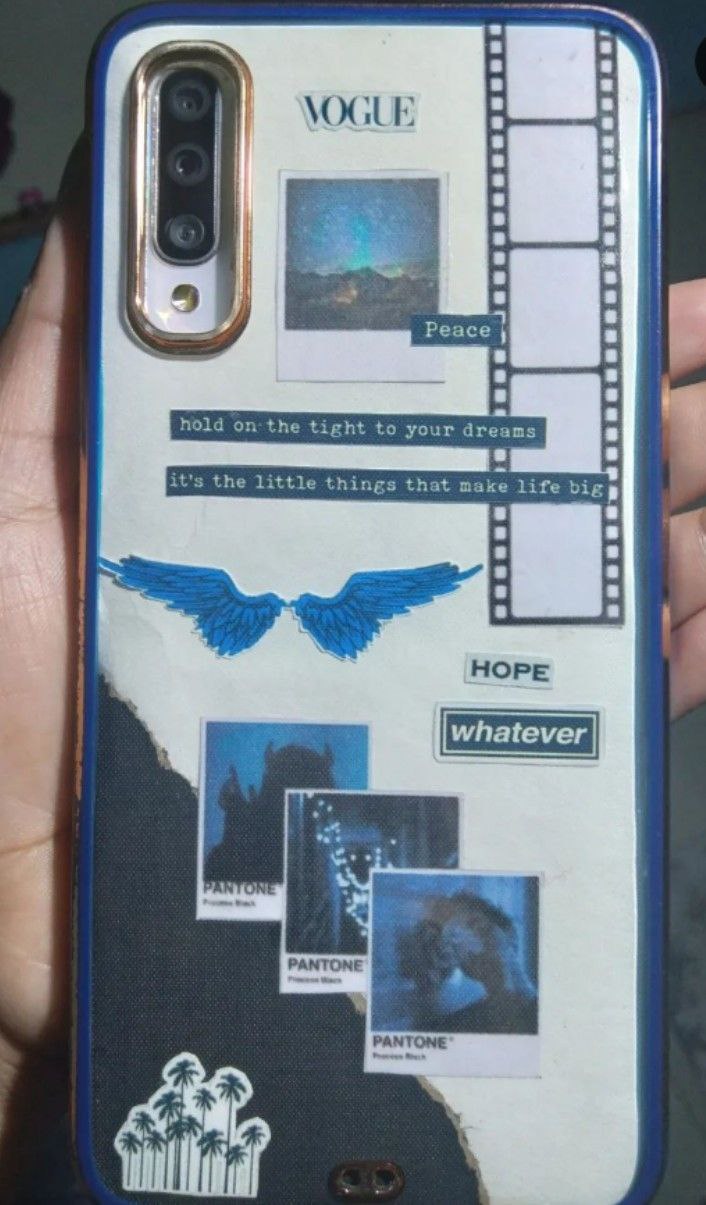 VOGUE
Peace
hold on the tight to your dreams
it's the little things that make life big
HOPE
whatever
PANTONE
Process Black
PANTONE®
Process Black
PANTONE®
Process Black